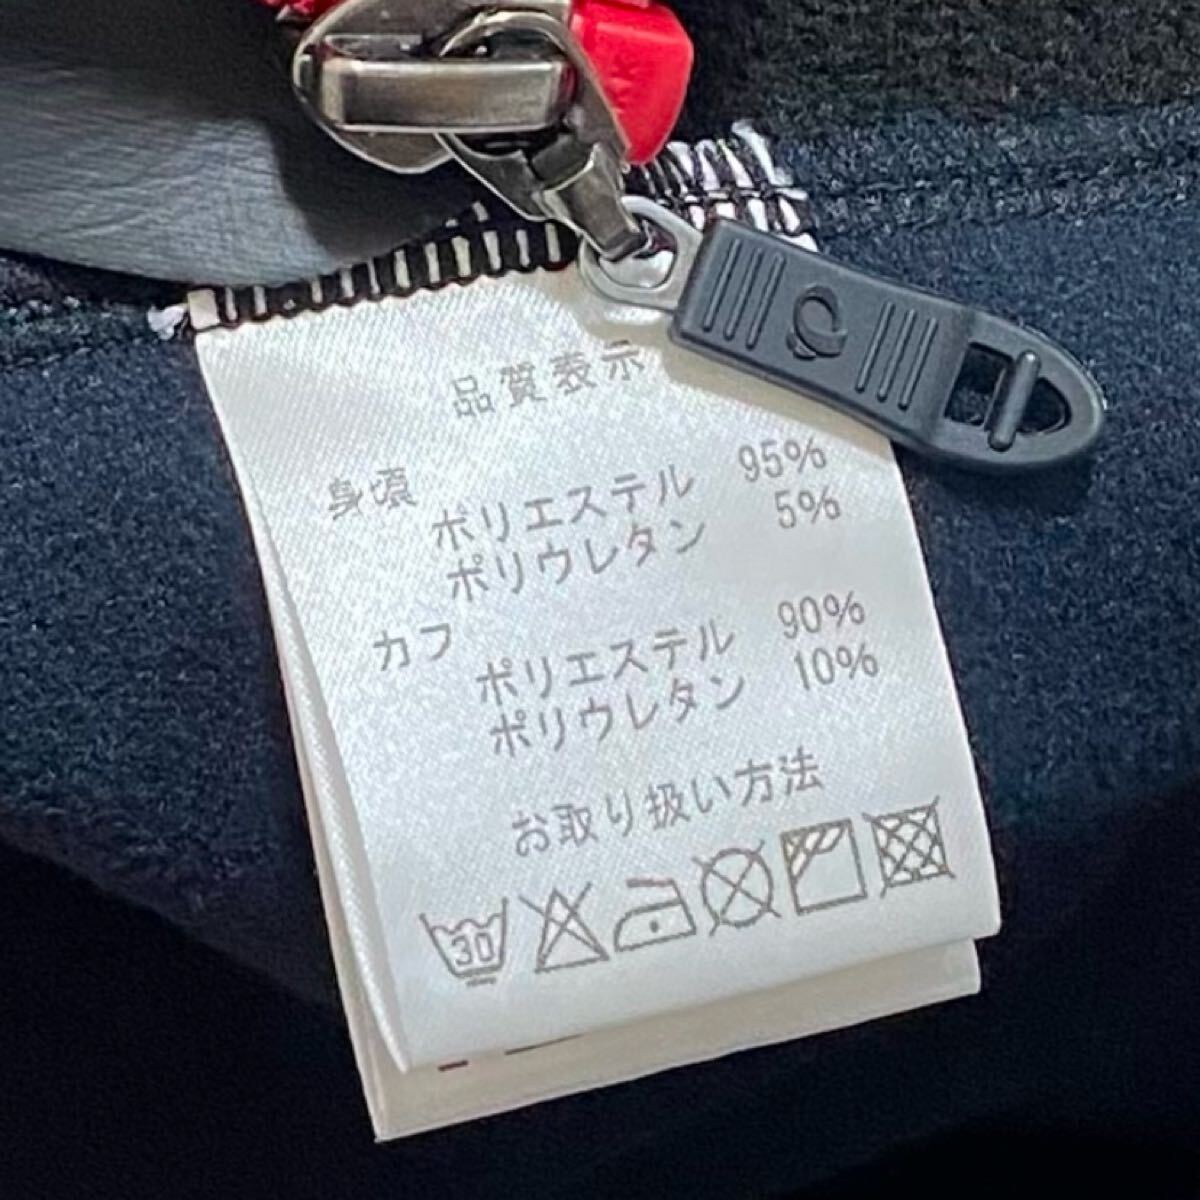 品質表示
身頃
ポリエステル 95%
ポリウレタン 5%
カフ
ポリエステル 90%
ポリウレタン 10%
お取り扱い方法
30